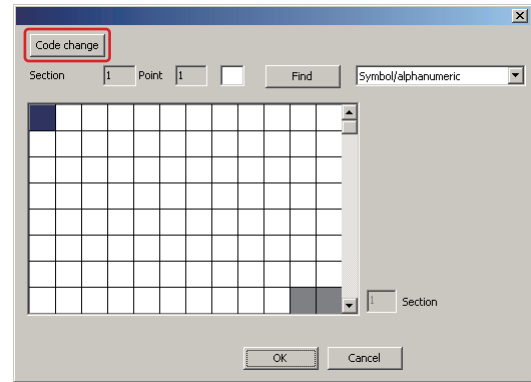 Code change
Section 1 Point 1 Find Symbol/alphanumeric
1 Section
OK Cancel